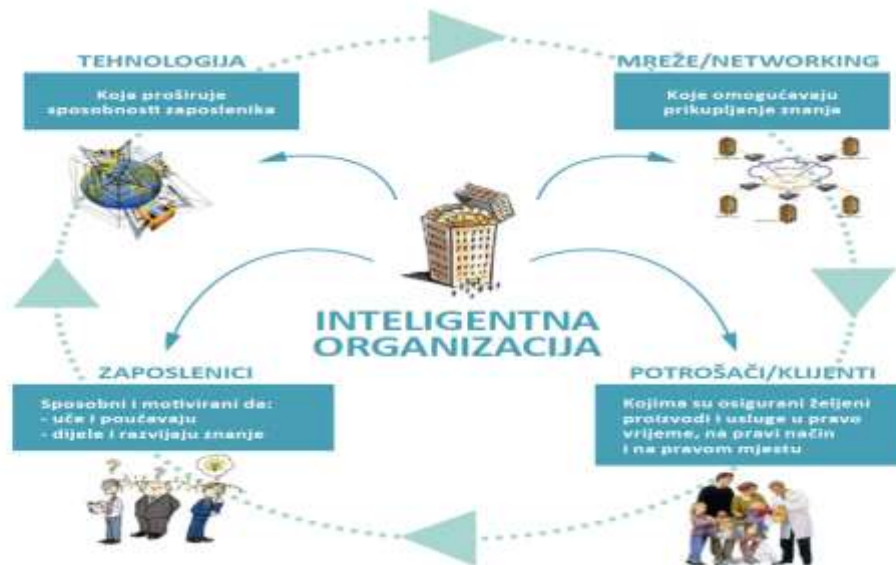 TEHNOLOGIJA
Koja proširuje
sposobnosti zaposlenika
MREŽE/NETWORKING
Koje omogućavaju
prikupljanje znanja
INTELIGENTNA
ORGANIZACIJA
ZAPOSLENICI
Sposobni i motivirani da:
- uče i poučavaju
- dijele i razvijaju znanje
POTROŠAČI/KLIJENTI
Kojima su osigurani željeni
proizvodi i usluge u pravo
vrijeme, na pravi način
i na pravom mjestu